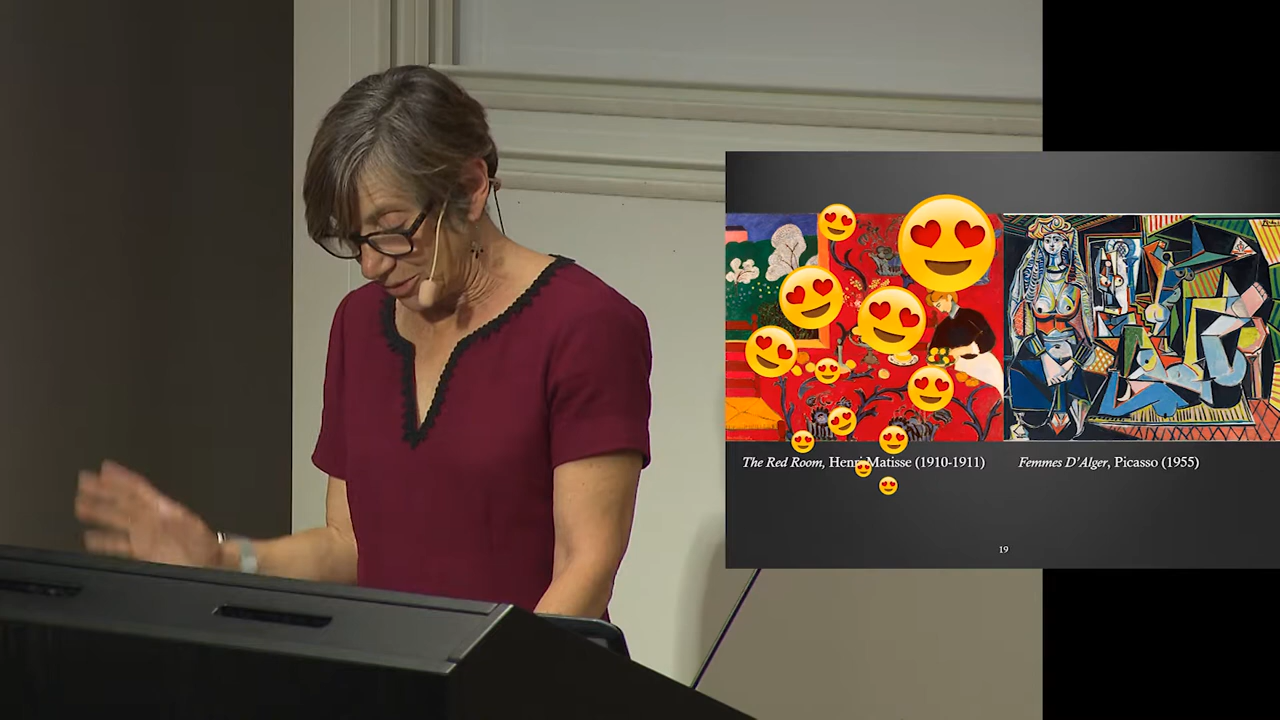 The Red Room, Henri Matisse (1910-1911)
Femmes D'Alger, Picasso (1955)
19